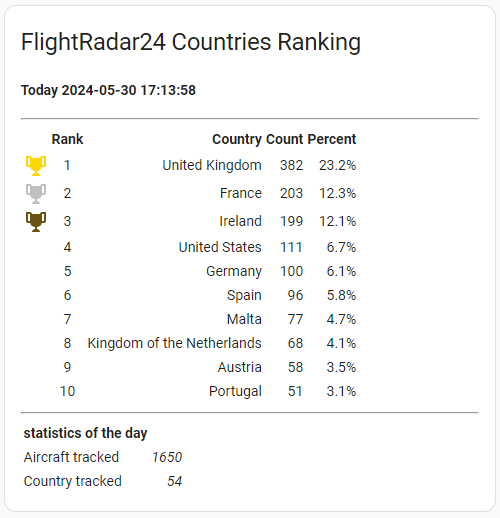 FlightRadar24 Countries Ranking
Today 2024-05-30 17:13:58
Rank Country Count Percent
1 United Kingdom 382 23.2%
2 France 203 12.3%
3 Ireland 199 12.1%
4 United States 111 6.7%
5 Germany 100 6.1%
6 Spain 96 5.8%
7 Malta 77 4.7%
8 Kingdom of the Netherlands 68 4.1%
9 Austria 58 3.5%
10 Portugal 51 3.1%
statistics of the day
Aircraft tracked 1650
Country tracked 54